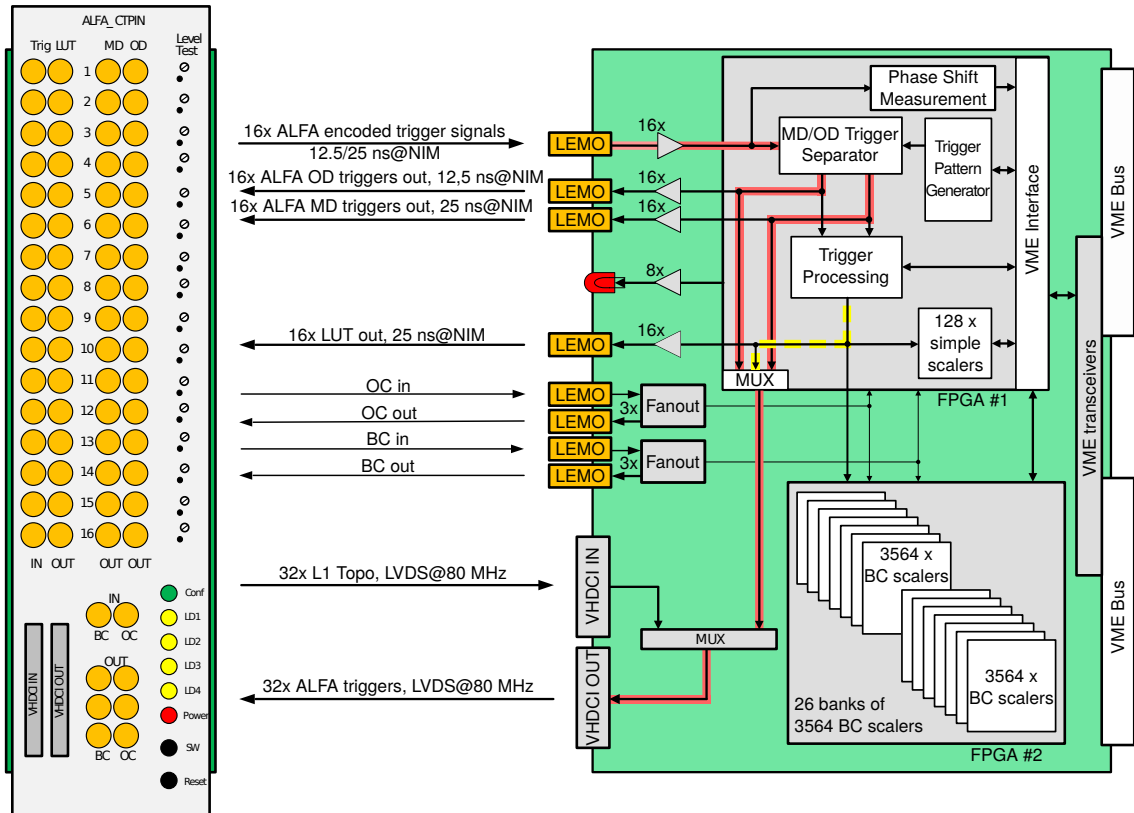 ALFA_CTPIN
Trig LUT MD OD Level
Test
1
2
3
4
5
6
7
8
9
10
11
12
13
14
15
16
IN OUT OUT OUT
IN
BC OC
OUT
BC OC
VHDCI IN
VHDCI OUT
Conf
LD1
LD2
LD3
LD4
Power
SW
Reset
16x ALFA encoded trigger signals
12.5/25 ns@NIM
16x ALFA OD triggers out, 12,5 ns@NIM
16x ALFA MD triggers out, 25 ns@NIM
16x LUT out, 25 ns@NIM
OC in
OC out
BC in
BC out
32x L1 Topo, LVDS@80 MHz
32x ALFA triggers, LVDS@80 MHz
LEMO
LEMO
LEMO
LEMO
LEMO
LEMO
LEMO
LEMO
16x
16x
16x
8x
16x
3x
Fanout
3x
Fanout
VHDCI IN
VHDCI OUT
MUX
Phase Shift
Measurement
MD/OD Trigger
Separator
Trigger
Pattern
Generator
Trigger
Processing
128 x
simple
scalers
MUX
VME Interface
FPGA #1
3564 x
BC scalers
3564 x
BC scalers
26 banks of
3564 BC scalers
FPGA #2
VME transceivers
VME Bus
VME Bus